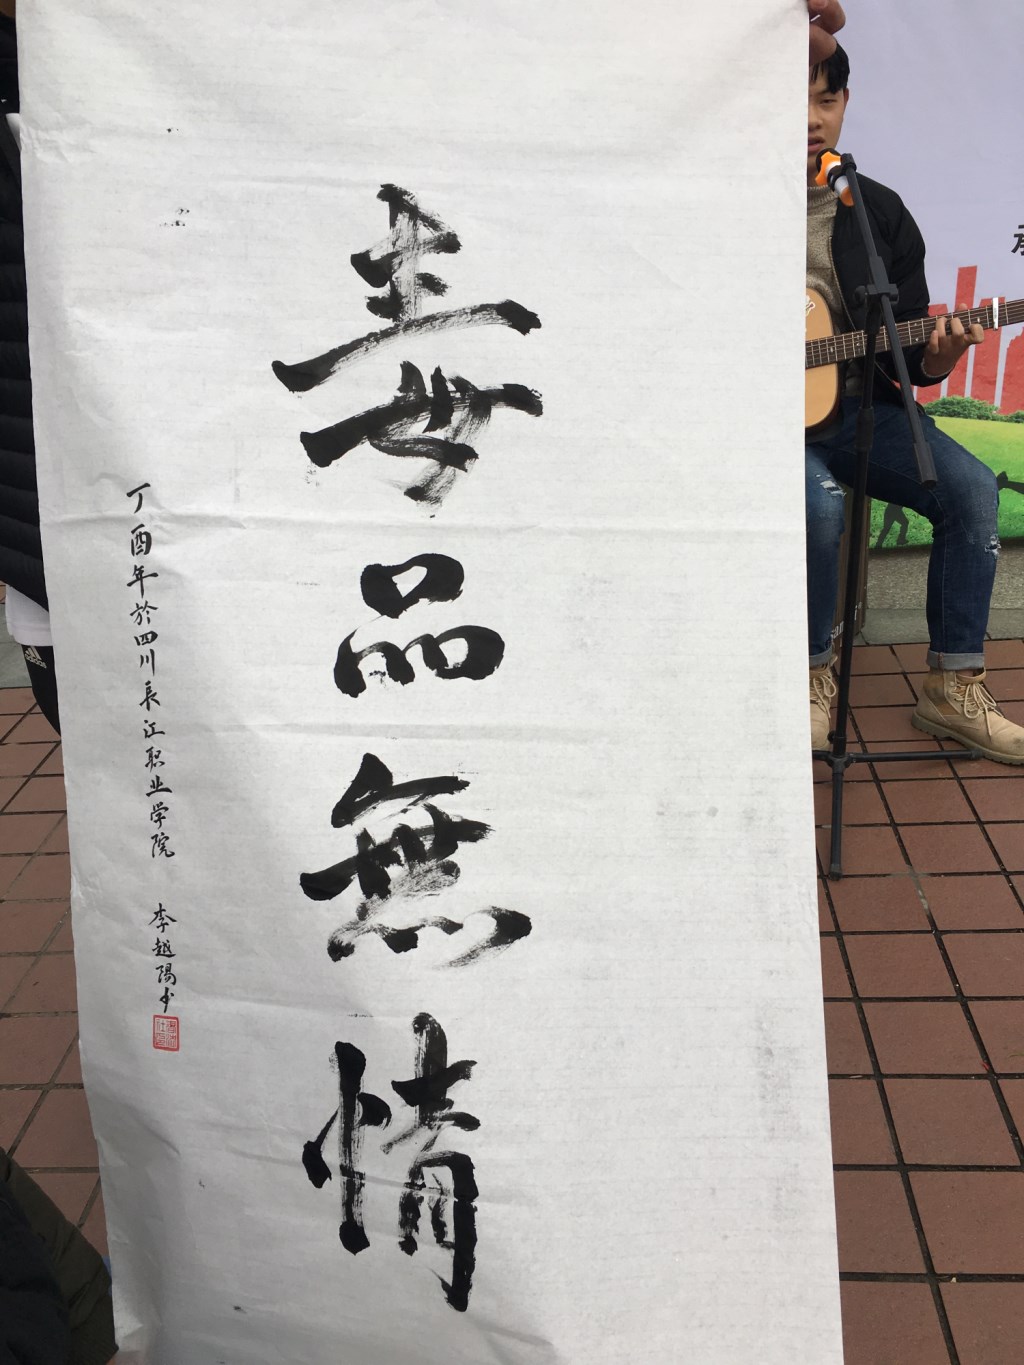 毒品無情
丁酉年於四川長江职业学院 李越陽书